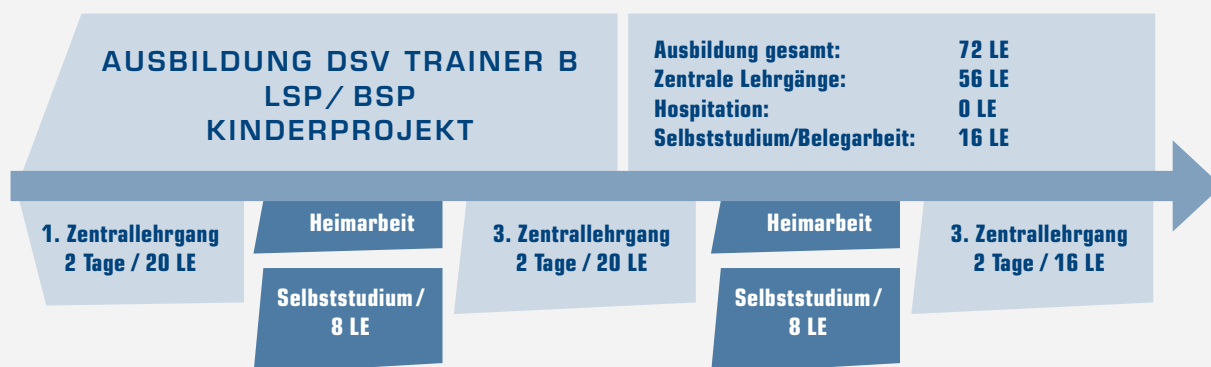 AUSBILDUNG DSV TRAINER B
LSP/ BSP
KINDERPROJEKT
Ausbildung gesamt: 72 LE
Zentrale Lehrgänge: 56 LE
Hospitation: 0 LE
Selbststudium/Belegarbeit: 16 LE
1. Zentrallehrgang
2 Tage / 20 LE
Heimarbeit
Selbststudium/
8 LE
3. Zentrallehrgang
2 Tage / 20 LE
Heimarbeit
Selbststudium/
8 LE
3. Zentrallehrgang
2 Tage / 16 LE